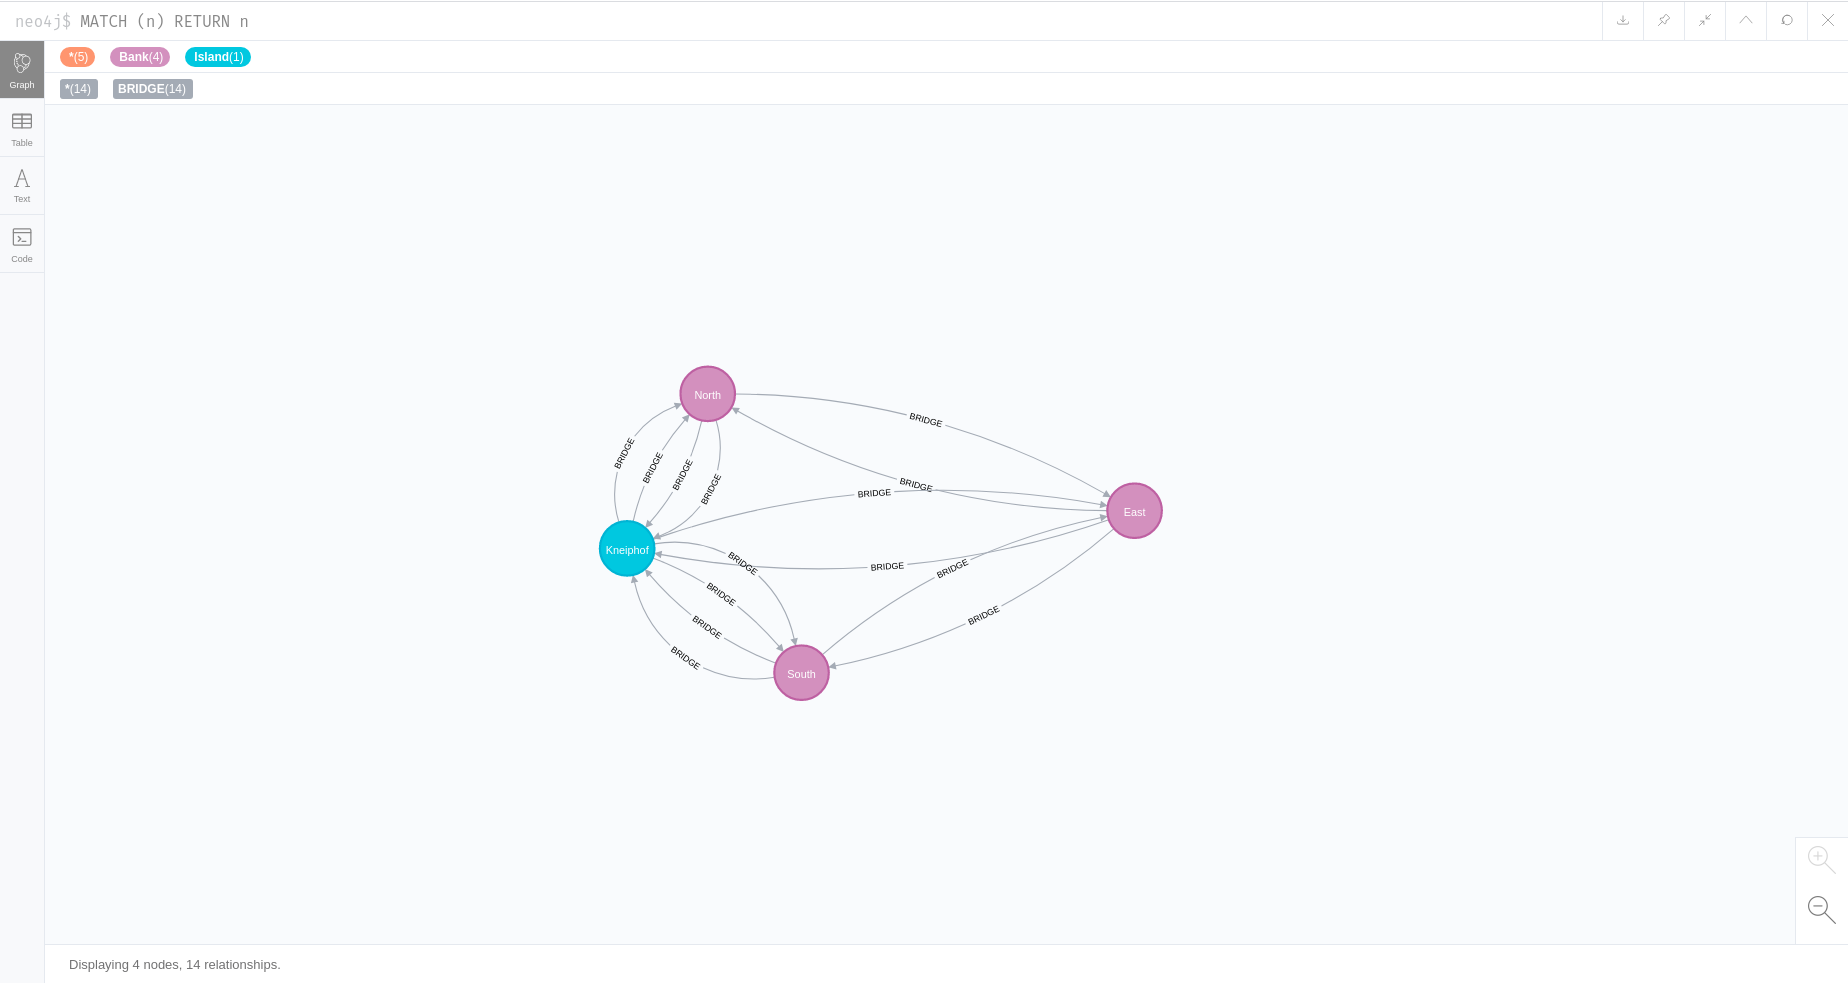 neo4j$ MATCH (n) RETURN n
*(5) Bank(4) Island(1)
*(14) BRIDGE(14)
Graph
Table
Text
Code
North
BRIDGE
BRIDGE
BRIDGE
BRIDGE
BRIDGE
BRIDGE
BRIDGE
East
Kneiphof
BRIDGE
BRIDGE
BRIDGE
BRIDGE
BRIDGE
BRIDGE
BRIDGE
South
Displaying 4 nodes, 14 relationships.